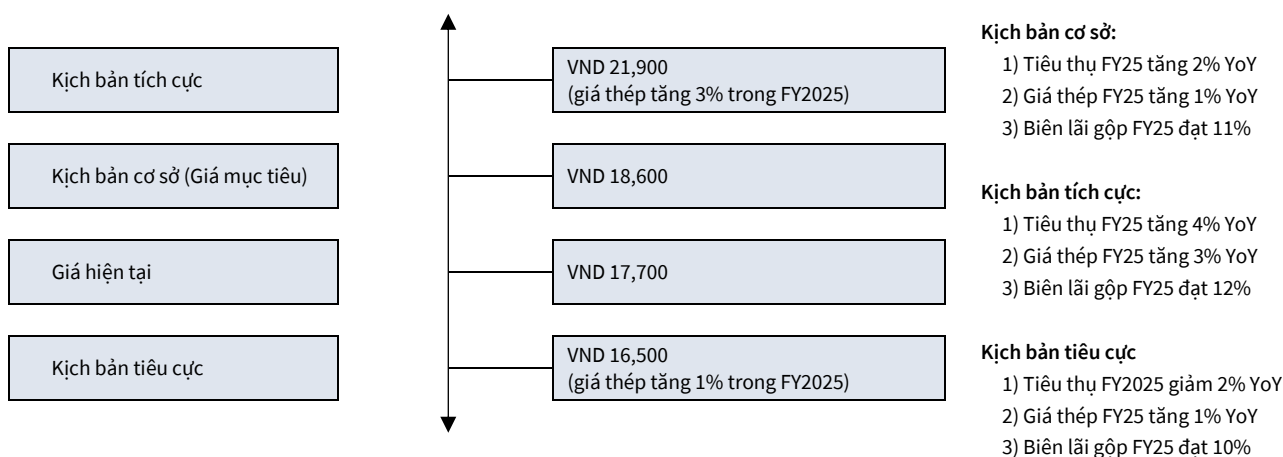 Kịch bản tích cực
VND 21,900
(giá thép tăng 3% trong FY2025)
Kịch bản cơ sở (Giá mục tiêu)
VND 18,600
Giá hiện tại
VND 17,700
Kịch bản tiêu cực
VND 16,500
(giá thép tăng 1% trong FY2025)
Kịch bản cơ sở:
1) Tiêu thụ FY25 tăng 2% YoY
2) Giá thép FY25 tăng 1% YoY
3) Biên lãi gộp FY25 đạt 11%
Kịch bản tích cực:
1) Tiêu thụ FY25 tăng 4% YoY
2) Giá thép FY25 tăng 3% YoY
3) Biên lãi gộp FY25 đạt 12%
Kịch bản tiêu cực
1) Tiêu thụ FY2025 giảm 2% YoY
2) Giá thép FY25 tăng 1% YoY
3) Biên lãi gộp FY25 đạt 10%